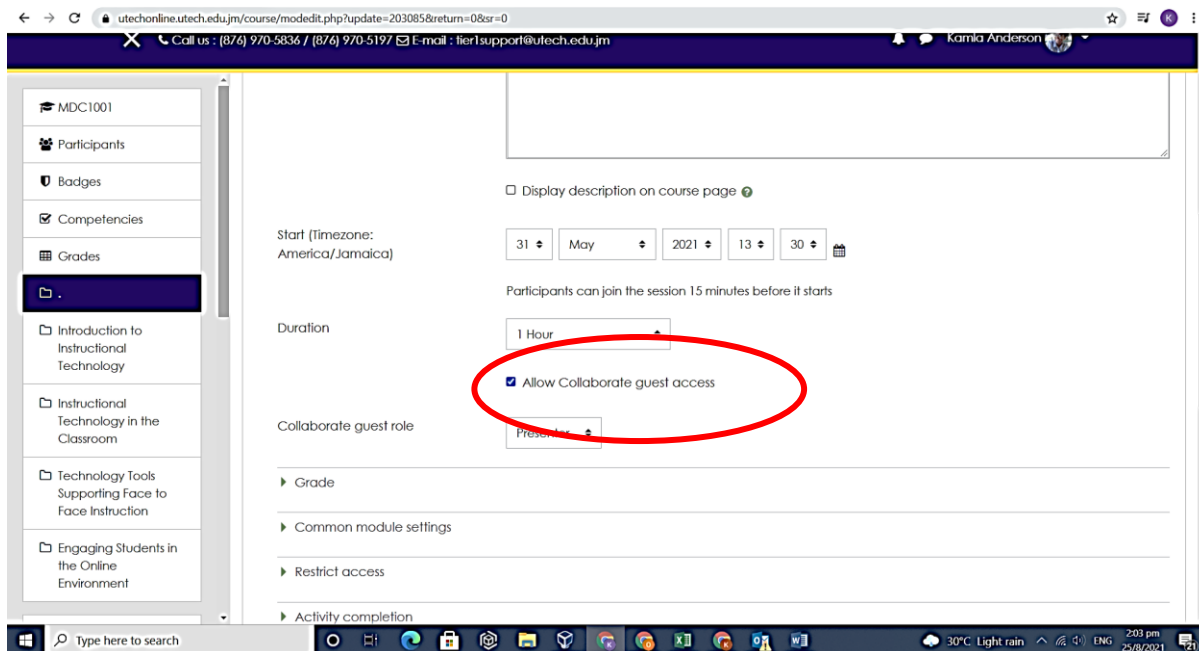 utechonline.utech.edu.jm/course/modedit.php?update=203085&return=0&sr=0
K
Call us : (876) 970-5836 / (876) 970-5197 E-mail : tier1support@utech.edu.jm
Kamla Anderson
MDC1001
Participants
Badges
Competencies
Grades
.
Introduction to
Instructional
Technology
Instructional
Technology in the
Classroom
Technology Tools
Supporting Face to
Face Instruction
Engaging Students in
the Online
Environment
Display description on course page
Start (Timezone:
America/Jamaica)
31 May 2021 13 30
Participants can join the session 15 minutes before it starts
Duration
1 Hour
Allow Collaborate guest access
Collaborate guest role
Presenter
Grade
Common module settings
Restrict access
Activity completion
Type here to search
30°C Light rain
ENG
2:03 pm
25/8/2021
21